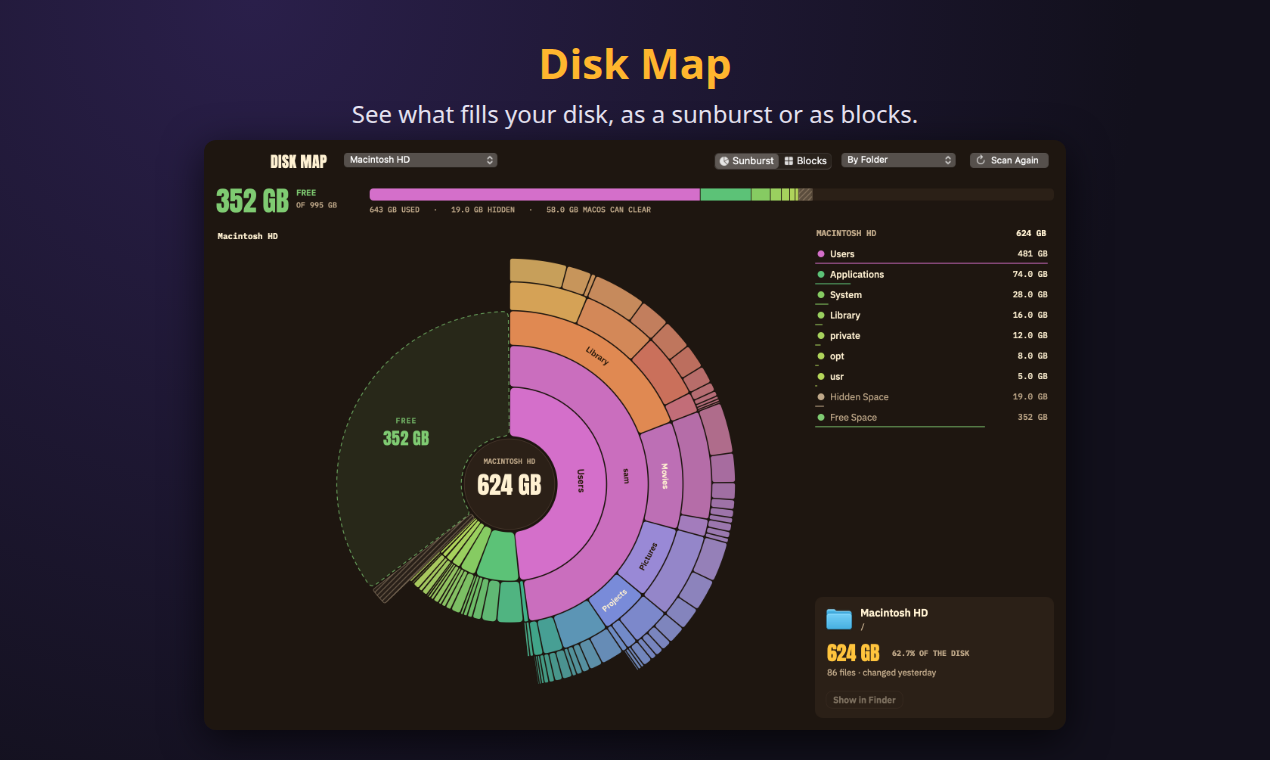 Disk Map
See what fills your disk, as a sunburst or as blocks.
DISK MAP
Macintosh HD
Sunburst
Blocks
By Folder
Scan Again
352 GB
FREE
OF 995 GB
643 GB USED · 19.0 GB HIDDEN · 58.0 GB MACOS CAN CLEAR
Macintosh HD
Library
Movies
Pictures
Projects
sam
Users
FREE
352 GB
MACINTOSH HD
624 GB
MACINTOSH HD 624 GB
Users 481 GB
Applications 74.0 GB
System 28.0 GB
Library 16.0 GB
private 12.0 GB
opt 8.0 GB
usr 5.0 GB
Hidden Space 19.0 GB
Free Space 352 GB
Macintosh HD
/
624 GB 62.7% OF THE DISK
86 files · changed yesterday
Show in Finder